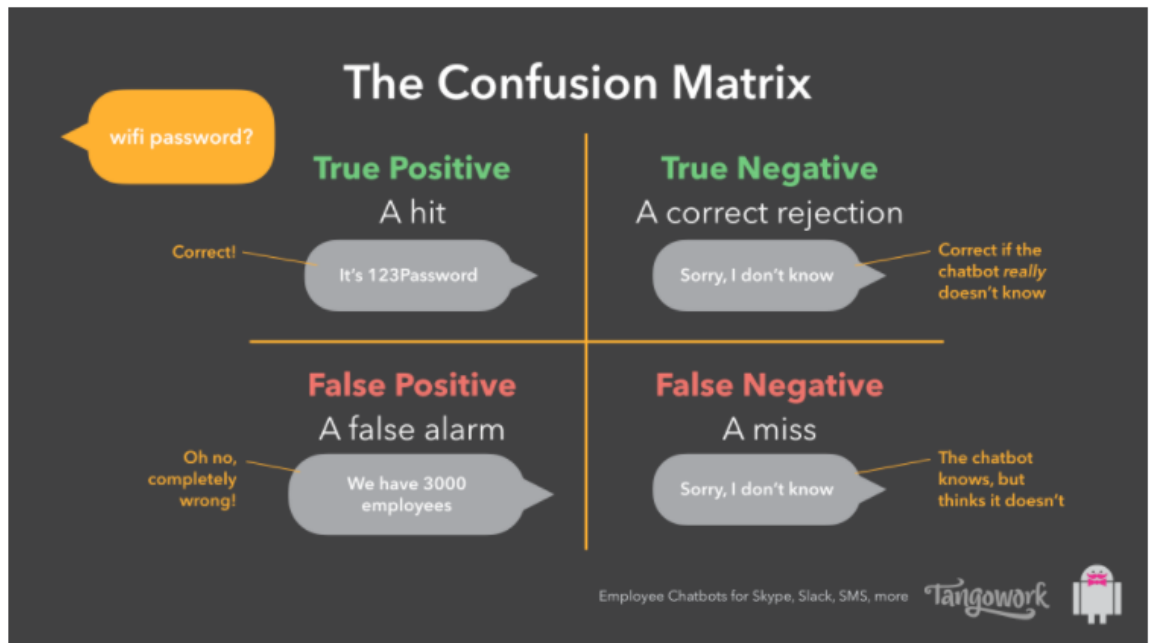 The Confusion Matrix
wifi password?
True Positive
A hit
Correct!
It's 123Password
True Negative
A correct rejection
Sorry, I don't know
Correct if the
chatbot really
doesn't know
False Positive
A false alarm
Oh no,
completely
wrong!
We have 3000
employees
False Negative
A miss
Sorry, I don't know
The chatbot
knows, but
thinks it doesn't
Employee Chatbots for Skype, Slack, SMS, more
Tangowork